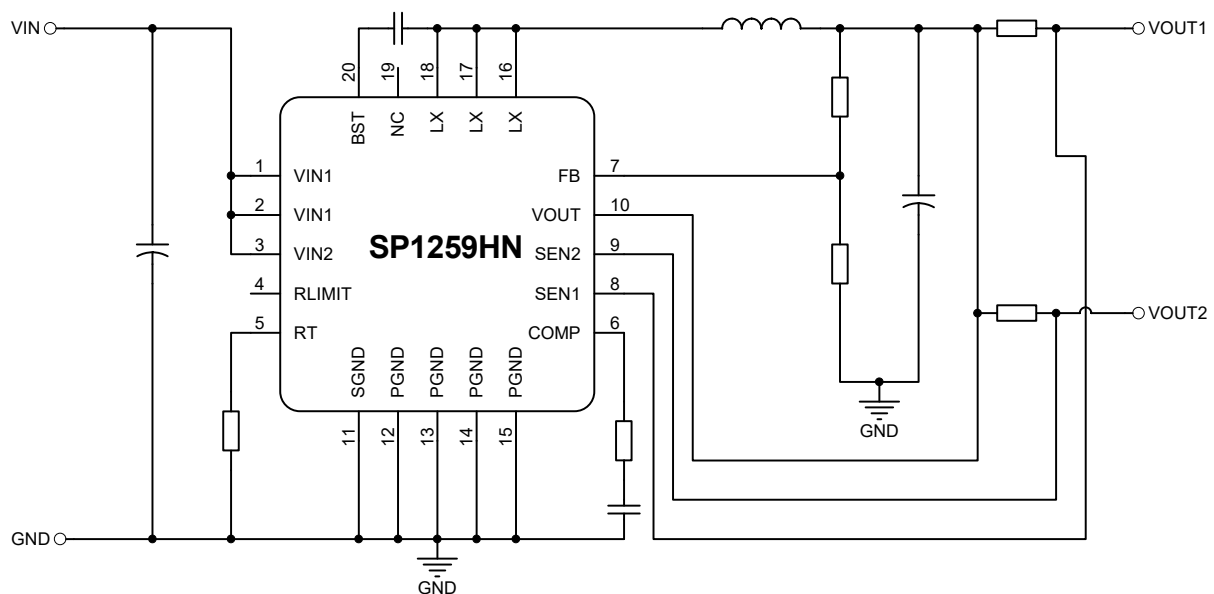 VIN
VOUT1
20
19
18
17
16
BST
NC
LX
LX
LX
1
VIN1
FB
7
2
VIN1
VOUT
10
3
VIN2
SP1259HN
SEN2
9
4
RLIMIT
SEN1
8
VOUT2
5
RT
COMP
6
SGND
PGND
PGND
PGND
PGND
11
12
13
14
15
GND
GND
GND